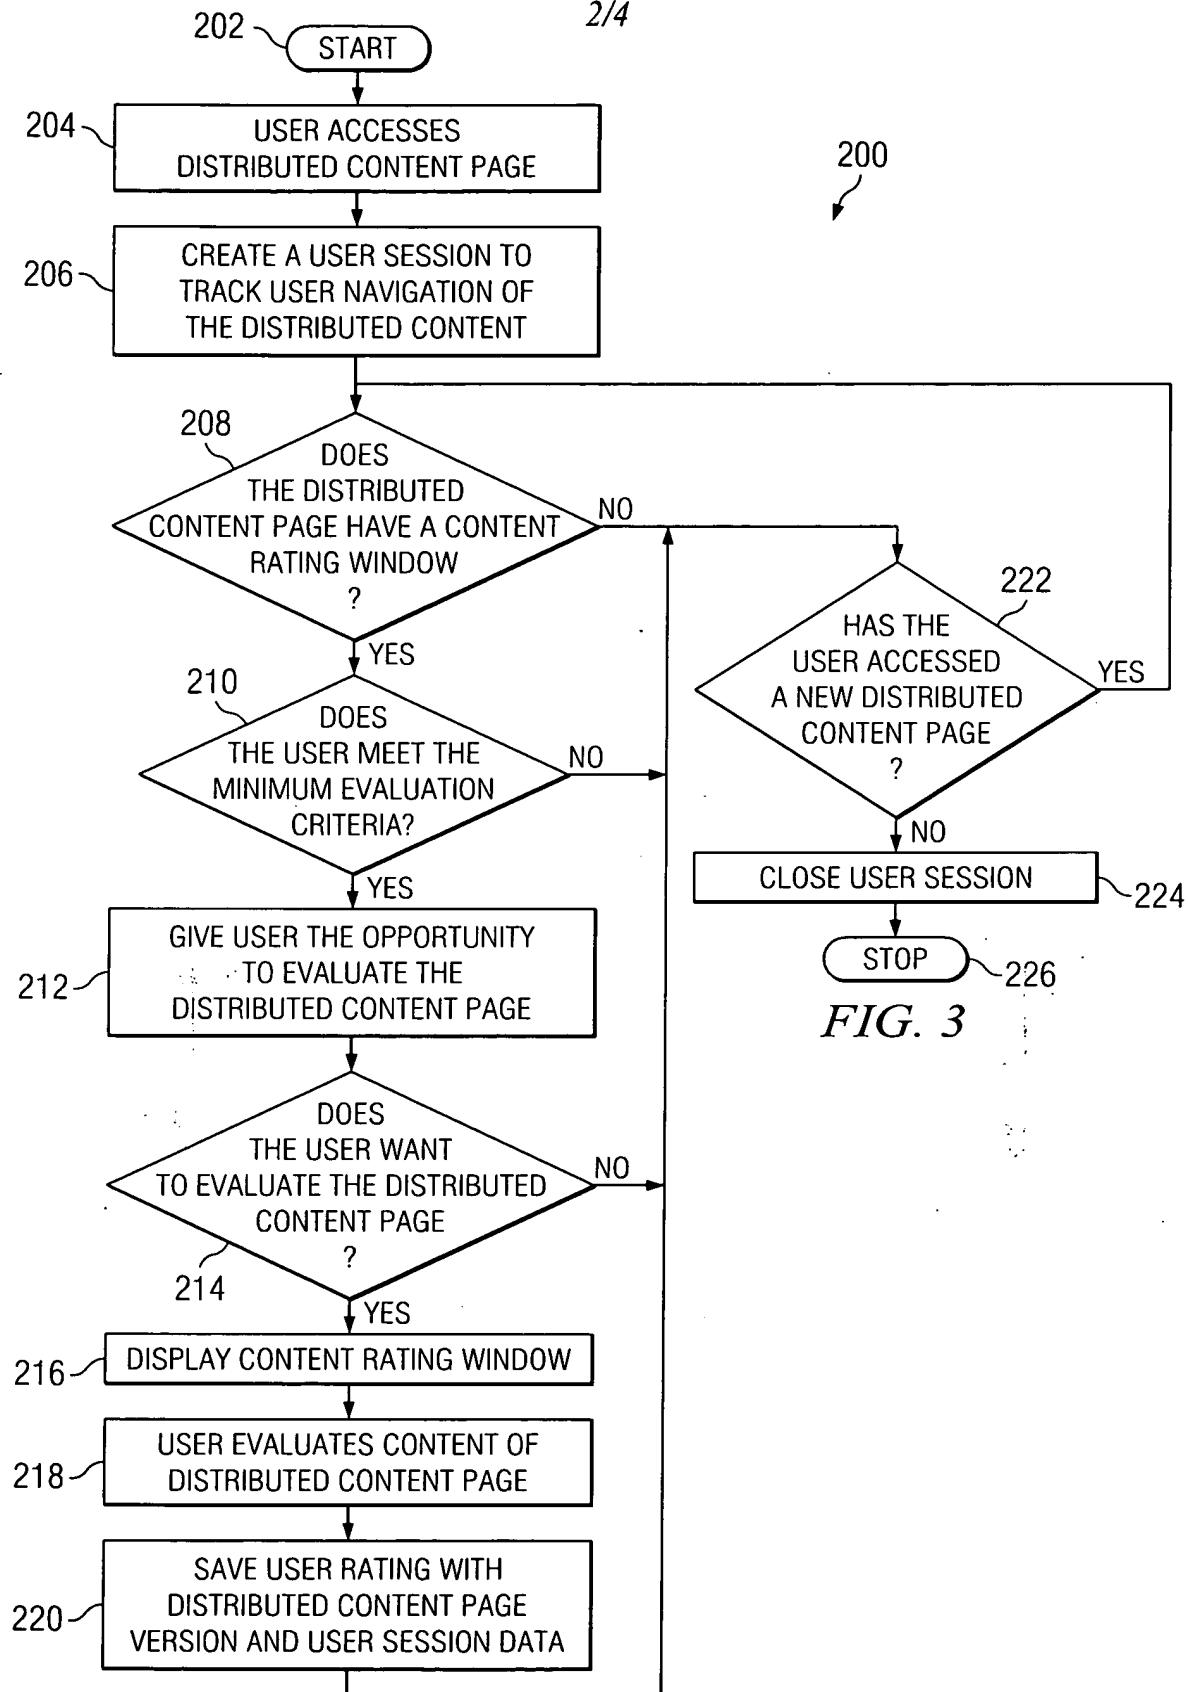 2/4
202
START
204
USER ACCESSES
DISTRIBUTED CONTENT PAGE
200
206
CREATE A USER SESSION TO
TRACK USER NAVIGATION OF
THE DISTRIBUTED CONTENT
208
DOES
THE DISTRIBUTED
CONTENT PAGE HAVE A CONTENT
RATING WINDOW
?
NO
YES
210
DOES
THE USER MEET THE
MINIMUM EVALUATION
CRITERIA?
NO
YES
212
GIVE USER THE OPPORTUNITY
TO EVALUATE THE
DISTRIBUTED CONTENT PAGE
DOES
THE USER WANT
TO EVALUATE THE DISTRIBUTED
CONTENT PAGE
?
NO
214
YES
216
DISPLAY CONTENT RATING WINDOW
218
USER EVALUATES CONTENT OF
DISTRIBUTED CONTENT PAGE
220
SAVE USER RATING WITH
DISTRIBUTED CONTENT PAGE
VERSION AND USER SESSION DATA
222
HAS THE
USER ACCESSED
A NEW DISTRIBUTED
CONTENT PAGE
?
YES
NO
CLOSE USER SESSION
224
STOP
226
FIG. 3